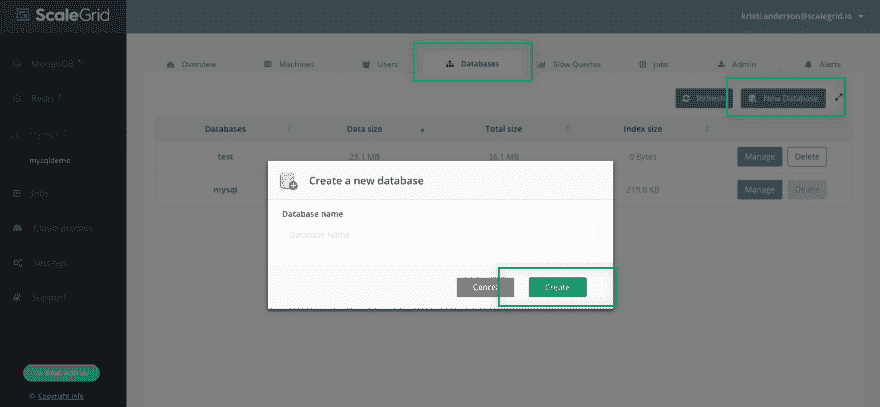 ScaleGrid
kristi.anderson@scalegrid.io
MongoDB
Redis
mysqldemo
Jobs
Cloud profiles
Settings
Support
© Copyright Info
Overview
Machines
Users
Databases
Slow Queries
Jobs
Admin
Alerts
Refresh
New Database
Databases
Data size
Total size
Index size
test
29.1 MB
36.1 MB
0 Bytes
Manage
Delete
mysql
219.0 KB
Manage
Delete
Create a new database
Database name
Database Name
Cancel
Create